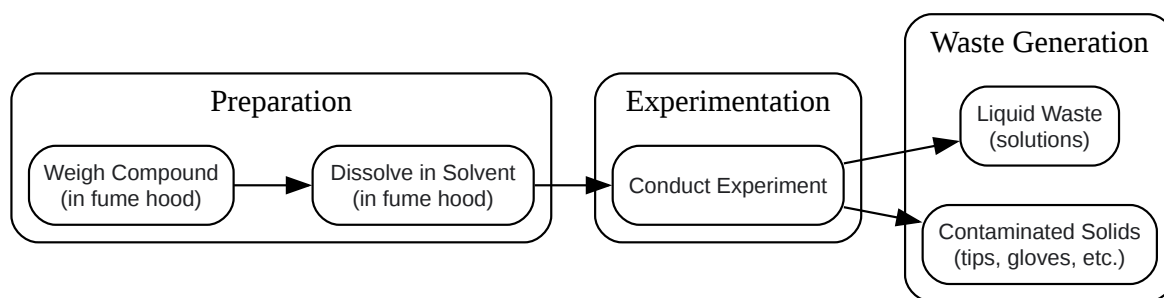 Preparation
Weigh Compound
(in fume hood)
Dissolve in Solvent
(in fume hood)
Experimentation
Conduct Experiment
Waste Generation
Liquid Waste
(solutions)
Contaminated Solids
(tips, gloves, etc.)